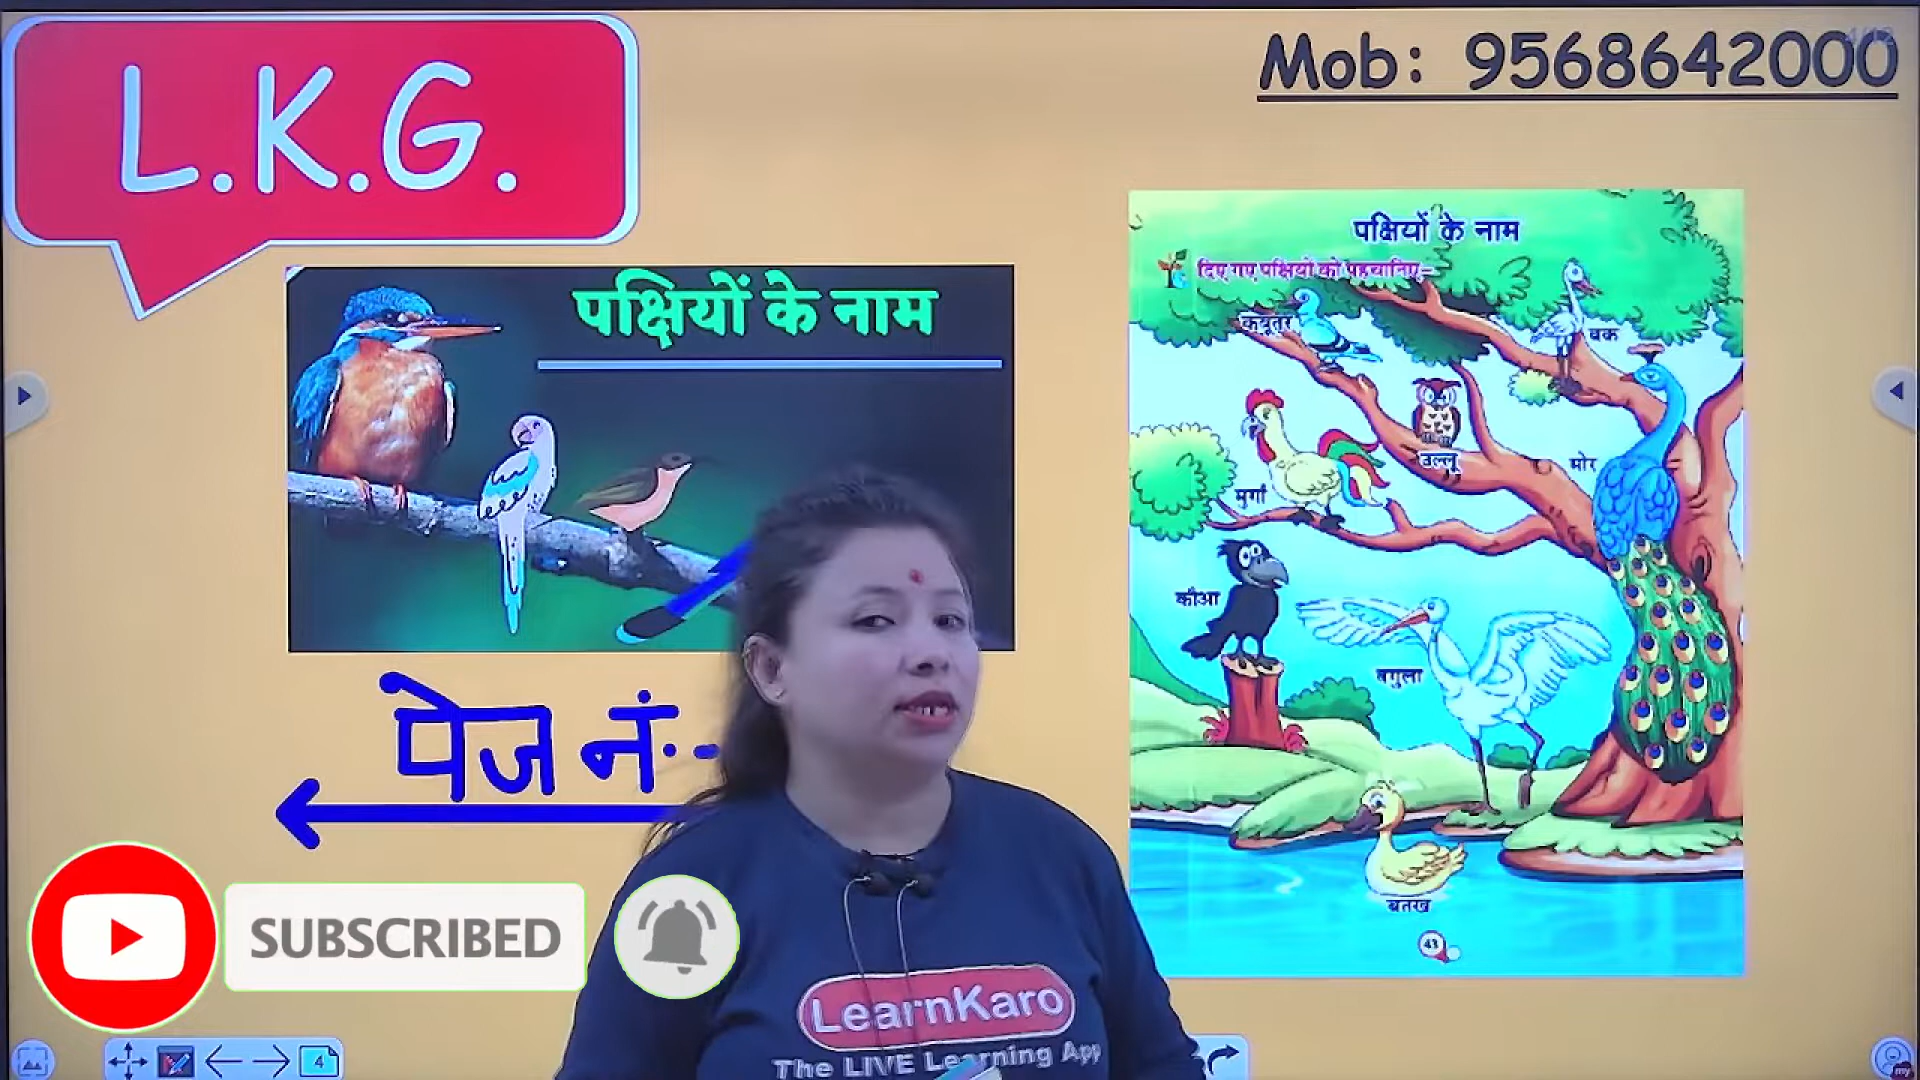 L.K.G.
Mob: 9568642000
पक्षियों के नाम
पेज नं.-
पक्षियों के नाम
दिए गए पक्षियों को पहचानिए-
कबूतर
बक
उल्लू
मोर
मुर्गा
कौआ
बगुला
बतख
43
SUBSCRIBED
LearnKaro
The LIVE Learning App
4